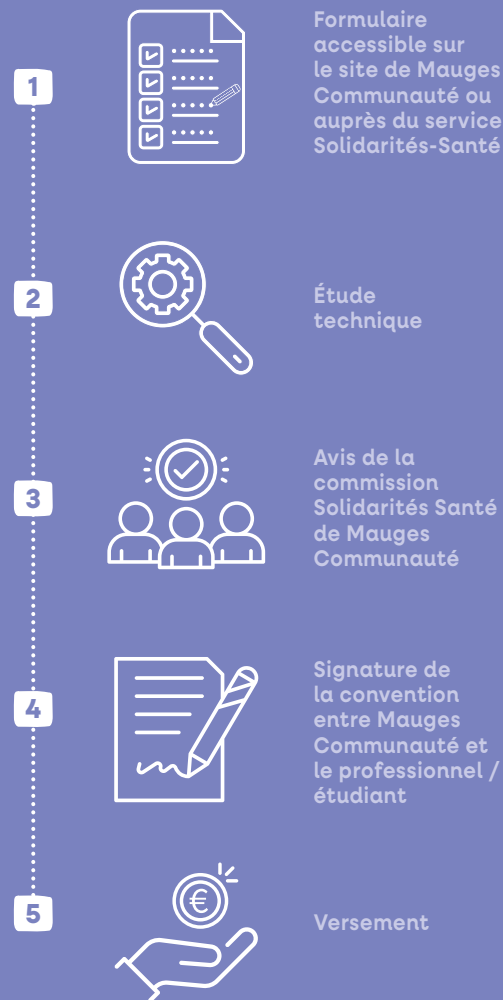 1
Formulaire
accessible sur
le site de Mauges
Communauté ou
auprès du service
Solidarités-Santé
2
Étude
technique
3
Avis de la
commission
Solidarités Santé
de Mauges
Communauté
4
Signature de
la convention
entre Mauges
Communauté et
le professionnel /
étudiant
5
€
Versement